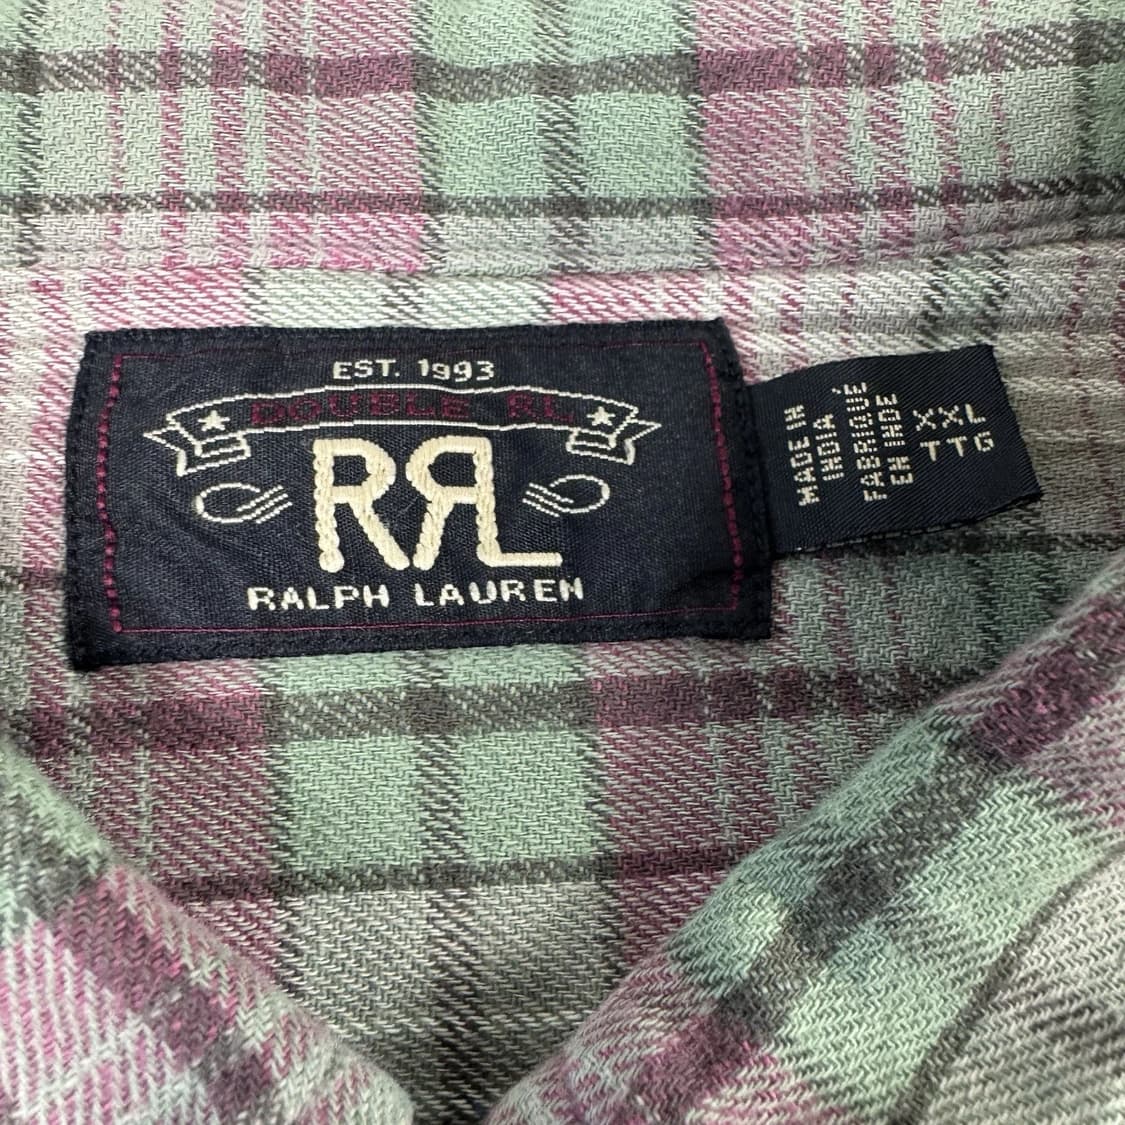 EST. 1993
DOUBLE RL
RRL
RALPH LAUREN
MADE IN
INDIA
FABRIQUÉ
EN INDE
XXL
TTG